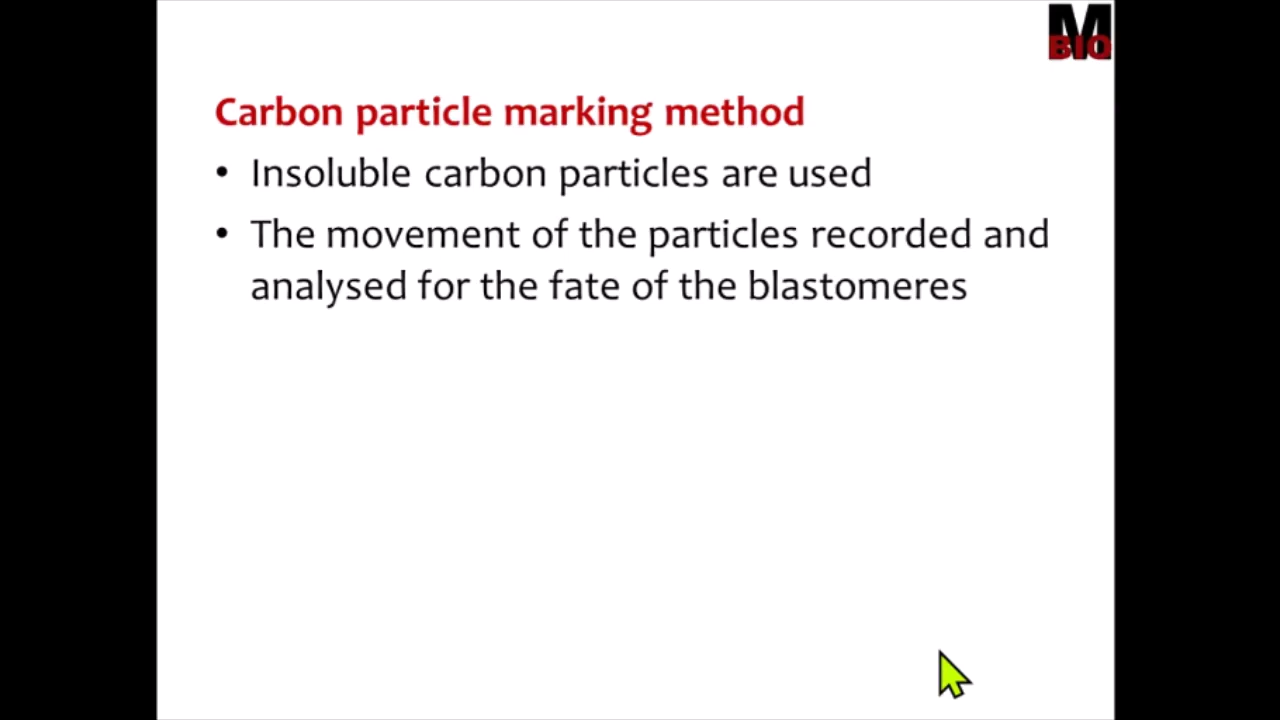 M
BIO
Carbon particle marking method
• Insoluble carbon particles are used
• The movement of the particles recorded and
analysed for the fate of the blastomeres